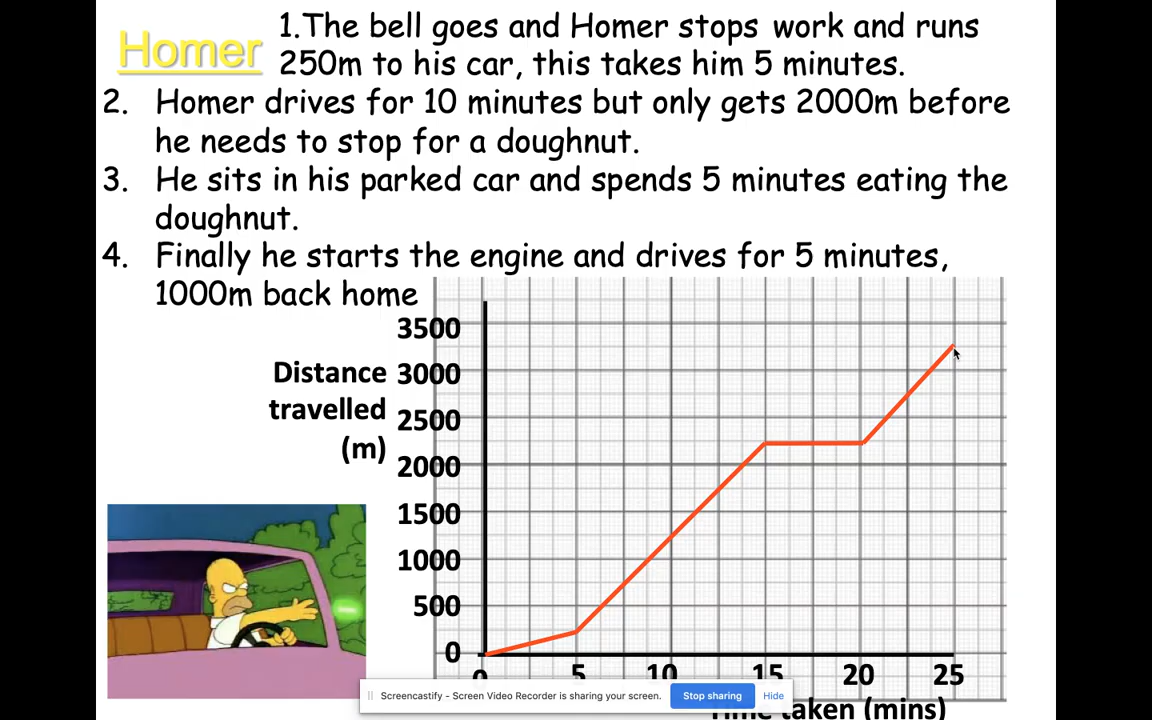 Homer
1.The bell goes and Homer stops work and runs
250m to his car, this takes him 5 minutes.
2. Homer drives for 10 minutes but only gets 2000m before
he needs to stop for a doughnut.
3. He sits in his parked car and spends 5 minutes eating the
doughnut.
4. Finally he starts the engine and drives for 5 minutes,
1000m back home
Distance
travelled
(m)
3500
3000
2500
2000
1500
1000
500
0
0 5 10 15 20 25
Time taken (mins)
Screencastify - Screen Video Recorder is sharing your screen. Stop sharing Hide